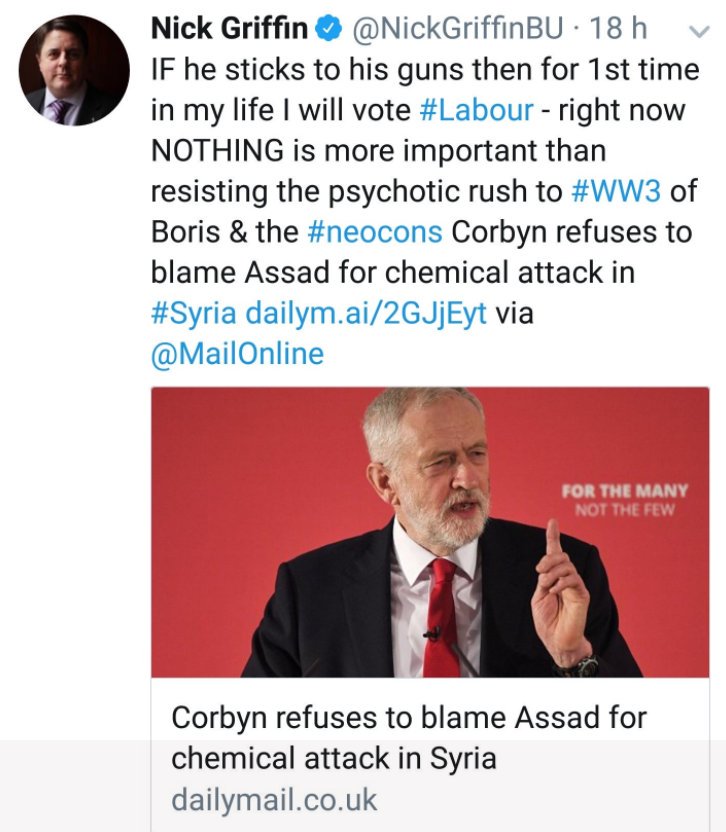 Nick Griffin @NickGriffinBU · 18 h
IF he sticks to his guns then for 1st time
in my life I will vote #Labour - right now
NOTHING is more important than
resisting the psychotic rush to #WW3 of
Boris & the #neocons Corbyn refuses to
blame Assad for chemical attack in
#Syria dailym.ai/2GJjEyt via
@MailOnline
FOR THE MANY
NOT THE FEW
Corbyn refuses to blame Assad for
chemical attack in Syria
dailymail.co.uk